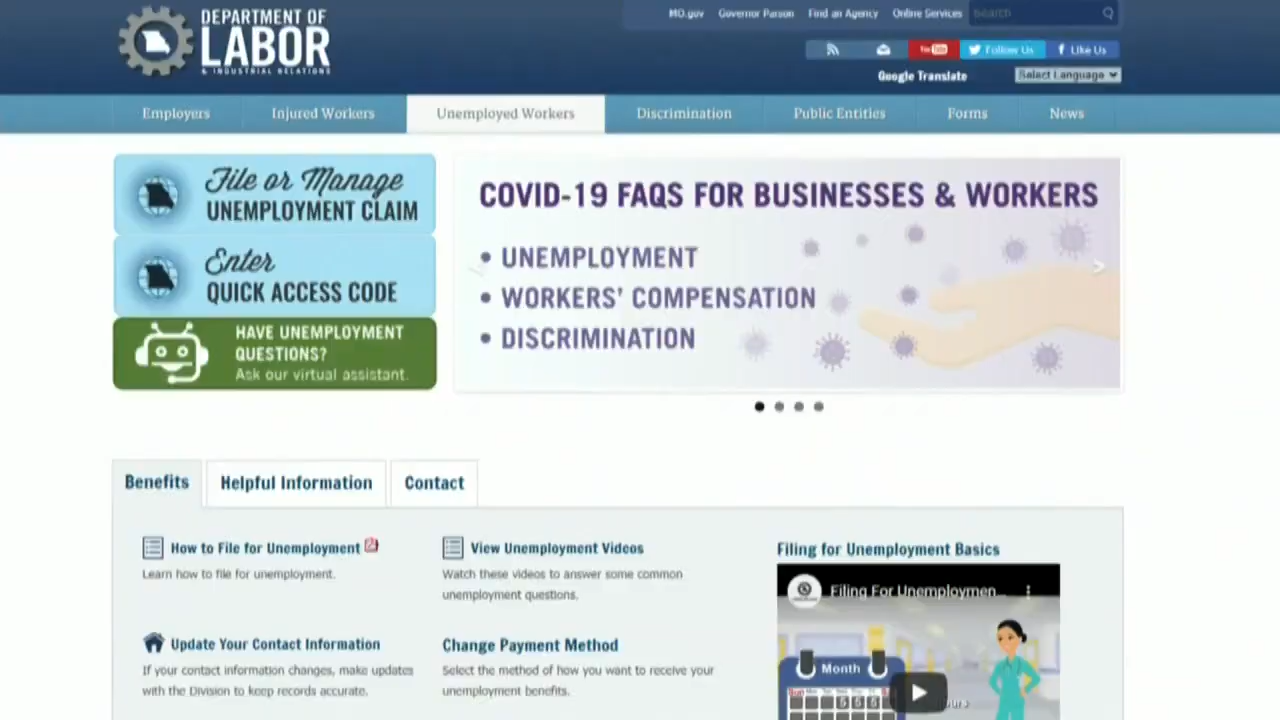 DEPARTMENT OF
LABOR
& INDUSTRIAL RELATIONS
MO.gov Governor Parson Find an Agency Online Services Search
YouTube Follow Us Like Us
Google Translate Select Language
Employers Injured Workers Unemployed Workers Discrimination Public Entities Forms News
File or Manage
UNEMPLOYMENT CLAIM
Enter
QUICK ACCESS CODE
HAVE UNEMPLOYMENT
QUESTIONS?
Ask our virtual assistant.
COVID-19 FAQS FOR BUSINESSES & WORKERS
• UNEMPLOYMENT
• WORKERS' COMPENSATION
• DISCRIMINATION
Benefits Helpful Information Contact
How to File for Unemployment
Learn how to file for unemployment.
View Unemployment Videos
Watch these videos to answer some common
unemployment questions.
Update Your Contact Information
If your contact information changes, make updates
with the Division to keep records accurate.
Change Payment Method
Select the method of how you want to receive your
unemployment benefits.
Filing for Unemployment Basics
Filing For Unemploymen...
Month